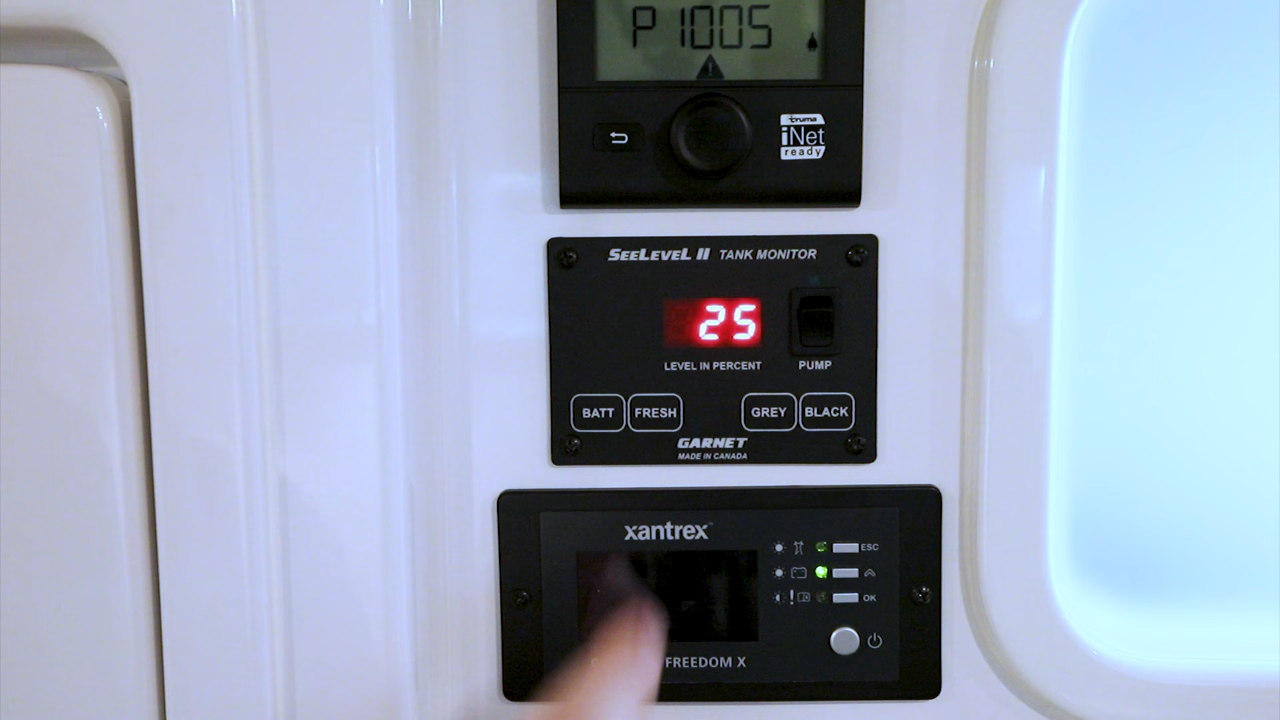 P 1005
truma
iNet
ready
SEELEVEL II TANK MONITOR
25
LEVEL IN PERCENT
PUMP
BATT FRESH GREY BLACK
GARNET
MADE IN CANADA
xantrex
ESC
OK
FREEDOM X